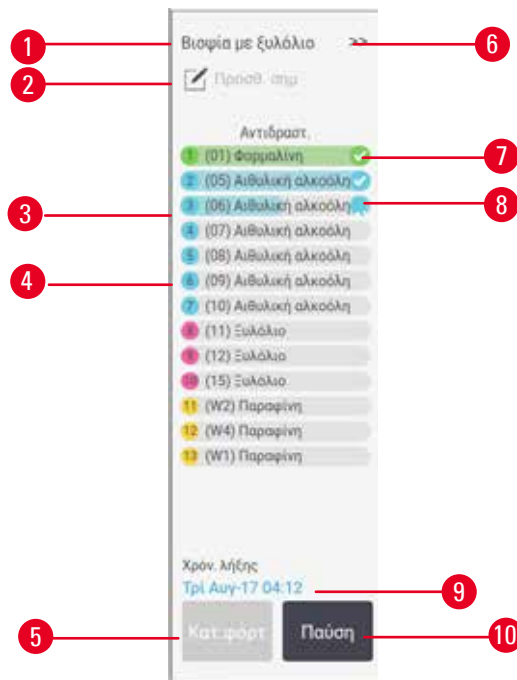 1 Βιοψία με ξυλόλιο >> 6
2 Προσθ. σημ
Αντιδραστ.
1 (01) Φορμαλίνη 7
2 (05) Αιθυλική αλκοόλη
3 3 (06) Αιθυλική αλκοόλη 8
4 (07) Αιθυλική αλκοόλη
5 (08) Αιθυλική αλκοόλη
4 6 (09) Αιθυλική αλκοόλη
7 (10) Αιθυλική αλκοόλη
8 (11) Ξυλόλιο
9 (12) Ξυλόλιο
10 (15) Ξυλόλιο
11 (W2) Παραφίνη
12 (W4) Παραφίνη
13 (W1) Παραφίνη
Χρόν. λήξης
Τρί Αυγ-17 04:12 9
5 Κατ.φόρτ Παύση 10